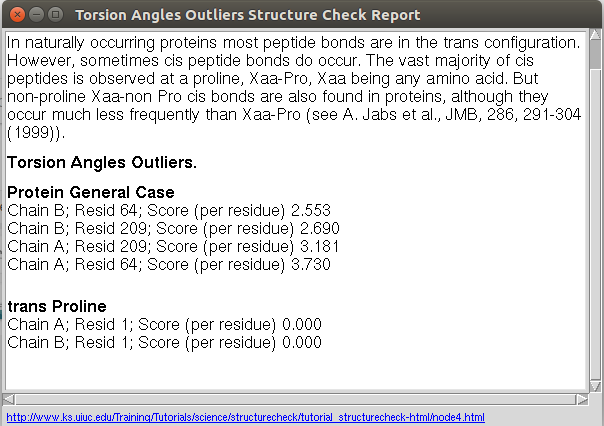 Torsion Angles Outliers Structure Check Report
In naturally occurring proteins most peptide bonds are in the trans configuration.
However, sometimes cis peptide bonds do occur. The vast majority of cis
peptides is observed at a proline, Xaa-Pro, Xaa being any amino acid. But
non-proline Xaa-non Pro cis bonds are also found in proteins, although they
occur much less frequently than Xaa-Pro (see A. Jabs et al., JMB, 286, 291-304
(1999)).
Torsion Angles Outliers.
Protein General Case
Chain B; Resid 64; Score (per residue) 2.553
Chain B; Resid 209; Score (per residue) 2.690
Chain A; Resid 209; Score (per residue) 3.181
Chain A; Resid 64; Score (per residue) 3.730
trans Proline
Chain A; Resid 1; Score (per residue) 0.000
Chain B; Resid 1; Score (per residue) 0.000
http://www.ks.uiuc.edu/Training/Tutorials/science/structurecheck/tutorial_structurecheck-html/node4.html